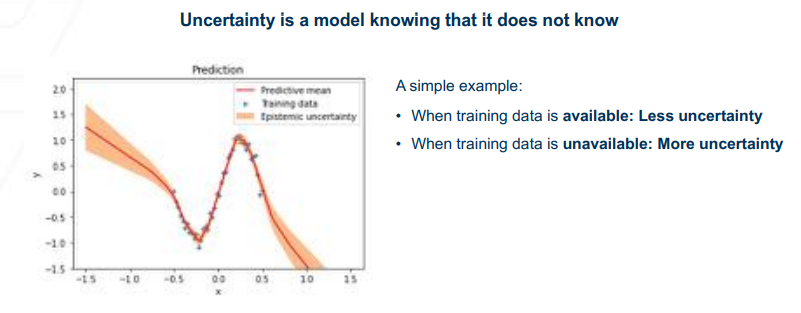 Uncertainty is a model knowing that it does not know
Prediction
Predictive mean
Training data
Epistemic uncertainty
2.0
1.5
1.0
0.5
0.0
−0.5
−1.0
−1.5
y
−1.5 −1.0 −0.5 0.0 0.5 1.0 1.5
x
A simple example:
• When training data is available: Less uncertainty
• When training data is unavailable: More uncertainty